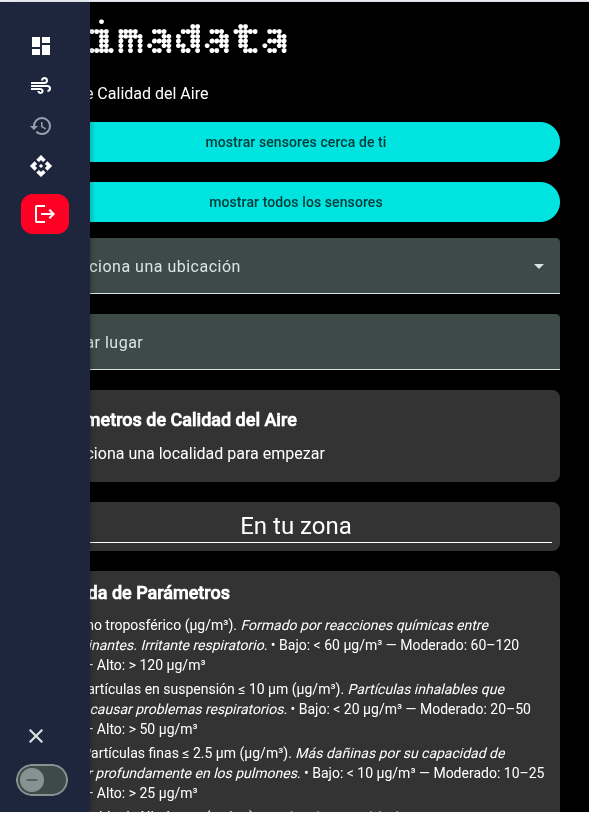 imadata
e Calidad del Aire
mostrar sensores cerca de ti
mostrar todos los sensores
ciona una ubicación
ar lugar
metros de Calidad del Aire
ciona una localidad para empezar
En tu zona
da de Parámetros
no troposférico (µg/m³). Formado por reacciones químicas entre
inantes. Irritante respiratorio. • Bajo: < 60 µg/m³ — Moderado: 60–120
– Alto: > 120 µg/m³
artículas en suspensión ≤ 10 µm (µg/m³). Partículas inhalables que
causar problemas respiratorios. • Bajo: < 20 µg/m³ — Moderado: 20–50
– Alto: > 50 µg/m³
Partículas finas ≤ 2.5 µm (µg/m³). Más dañinas por su capacidad de
r profundamente en los pulmones. • Bajo: < 10 µg/m³ — Moderado: 10–25
– Alto: > 25 µg/m³